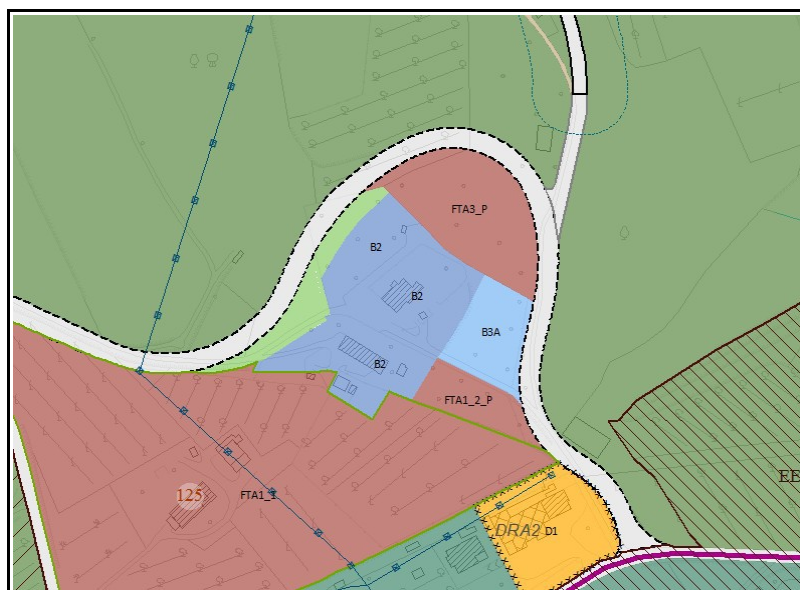 FTA3_P
B2
B2
B3A
B2
FTA1_2_P
125
FTA1_1
DRA2 D1
EE